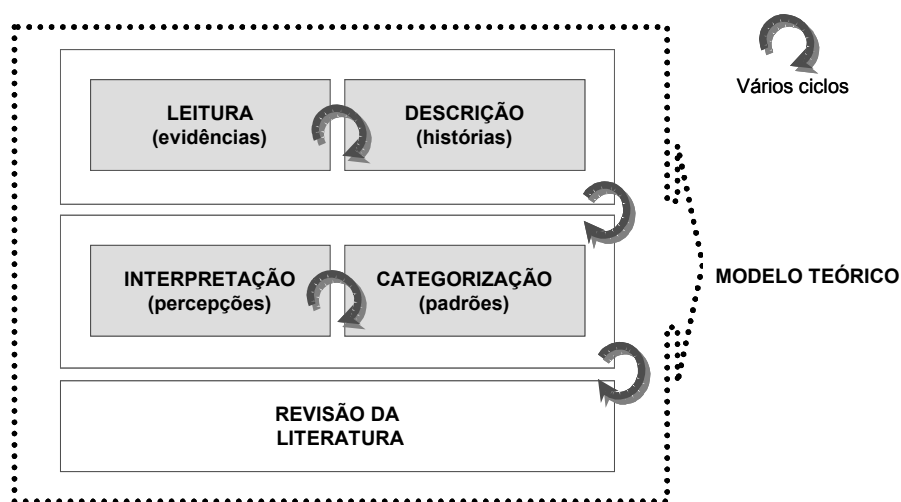 Vários ciclos
LEITURA
(evidências)
DESCRIÇÃO
(histórias)
INTERPRETAÇÃO
(percepções)
CATEGORIZAÇÃO
(padrões)
MODELO TEÓRICO
REVISÃO DA
LITERATURA